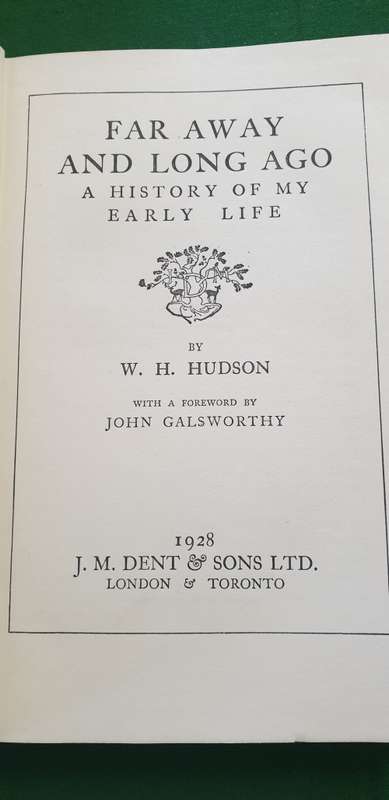 FAR AWAY
AND LONG AGO
A HISTORY OF MY
EARLY LIFE
BY
W. H. HUDSON
WITH A FOREWORD BY
JOHN GALSWORTHY
1928
J. M. DENT & SONS LTD.
LONDON & TORONTO